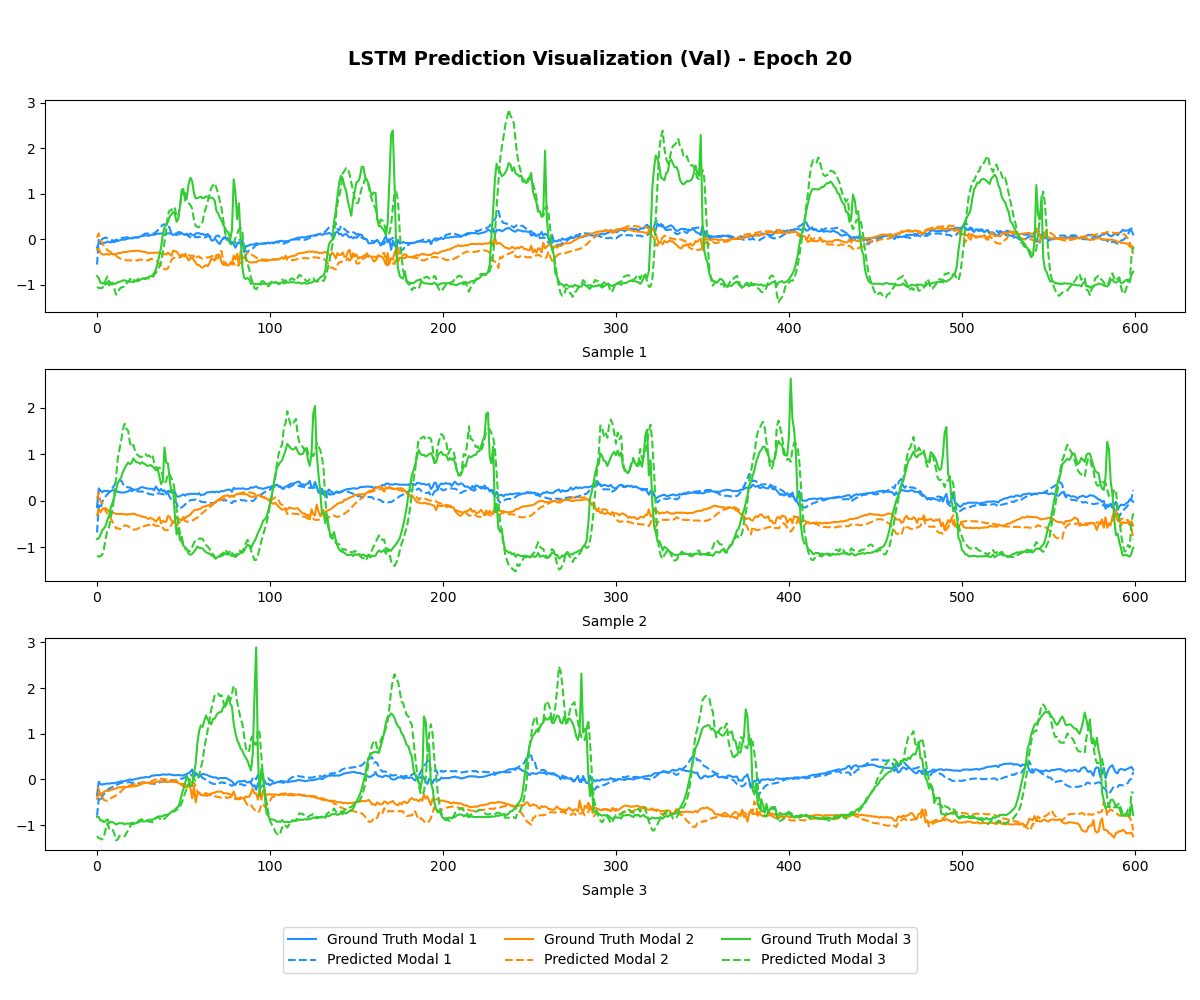 LSTM Prediction Visualization (Val) - Epoch 20
3
2
1
0
−1
0 100 200 300 400 500 600
Sample 1
2
1
0
−1
0 100 200 300 400 500 600
Sample 2
3
2
1
0
−1
0 100 200 300 400 500 600
Sample 3
Ground Truth Modal 1 Ground Truth Modal 2 Ground Truth Modal 3
Predicted Modal 1 Predicted Modal 2 Predicted Modal 3